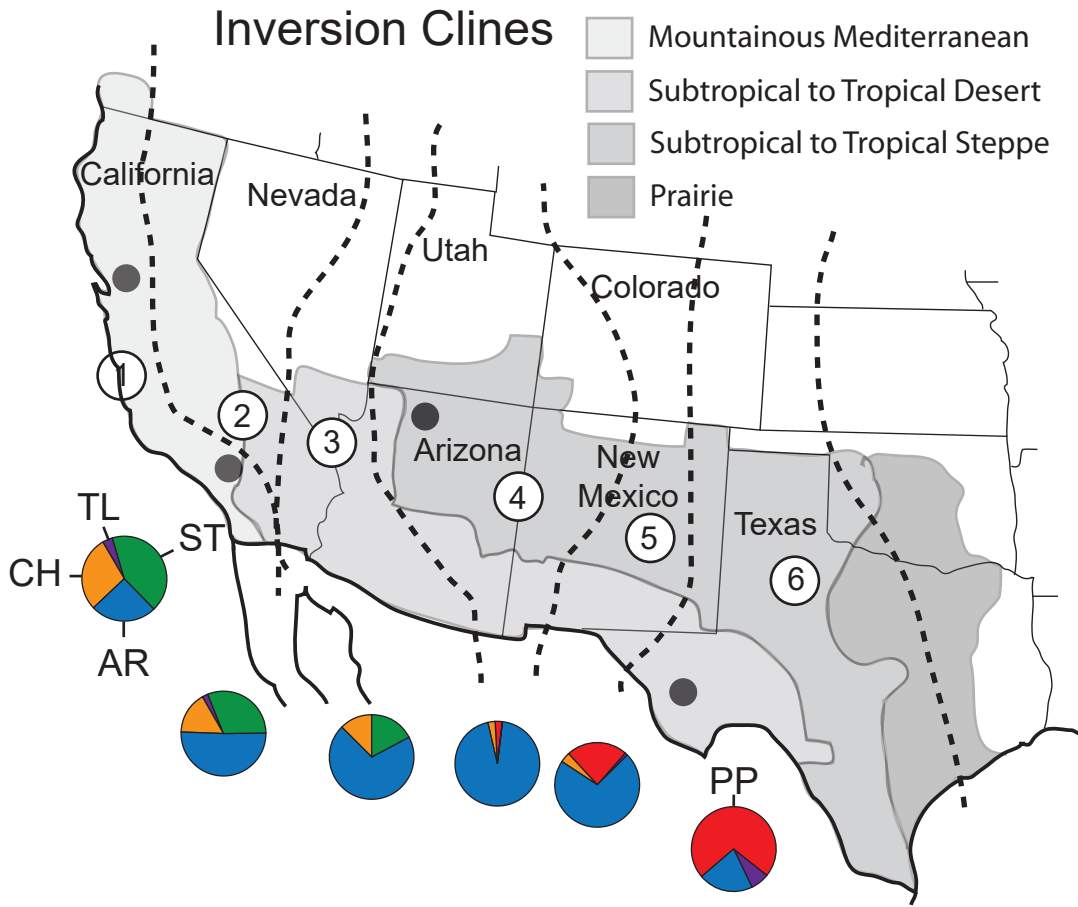 Inversion Clines
Mountainous Mediterranean
Subtropical to Tropical Desert
Subtropical to Tropical Steppe
Prairie
California
Nevada
Utah
Colorado
1
2
3
Arizona
New
Mexico
4
5
Texas
6
TL
ST
CH
AR
PP